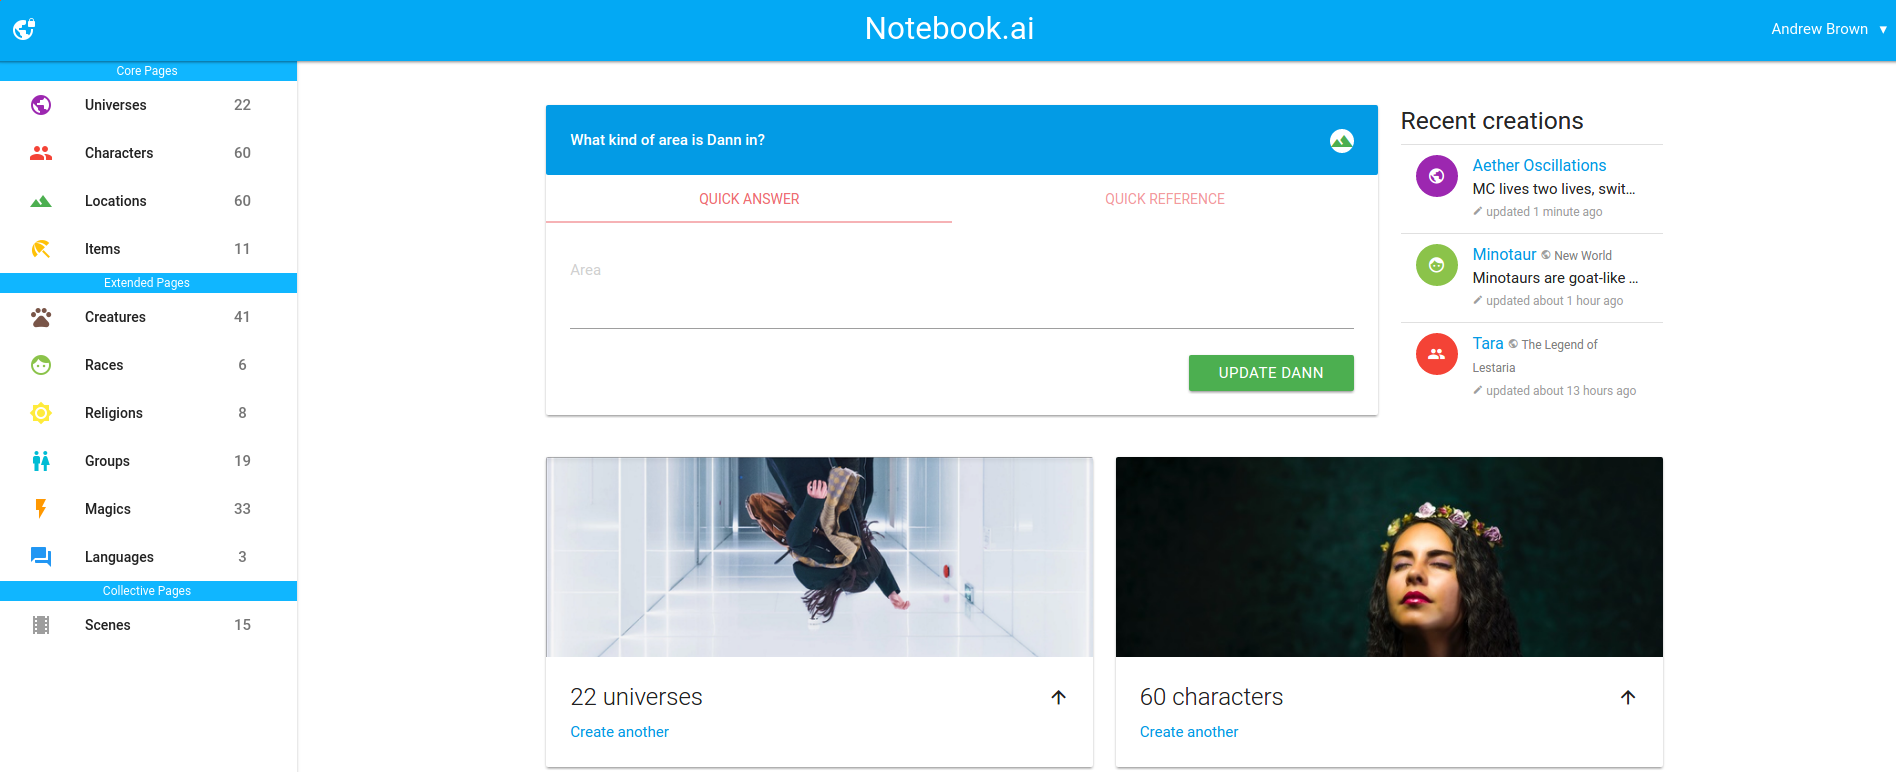 Notebook.ai
Andrew Brown ▾
Core Pages
Universes 22
Characters 60
Locations 60
Items 11
Extended Pages
Creatures 41
Races 6
Religions 8
Groups 19
Magics 33
Languages 3
Collective Pages
Scenes 15
What kind of area is Dann in?
QUICK ANSWER
QUICK REFERENCE
Area
UPDATE DANN
Recent creations
Aether Oscillations
MC lives two lives, swit...
updated 1 minute ago
Minotaur New World
Minotaurs are goat-like ...
updated about 1 hour ago
Tara The Legend of
Lestaria
updated about 13 hours ago
22 universes
Create another
60 characters
Create another